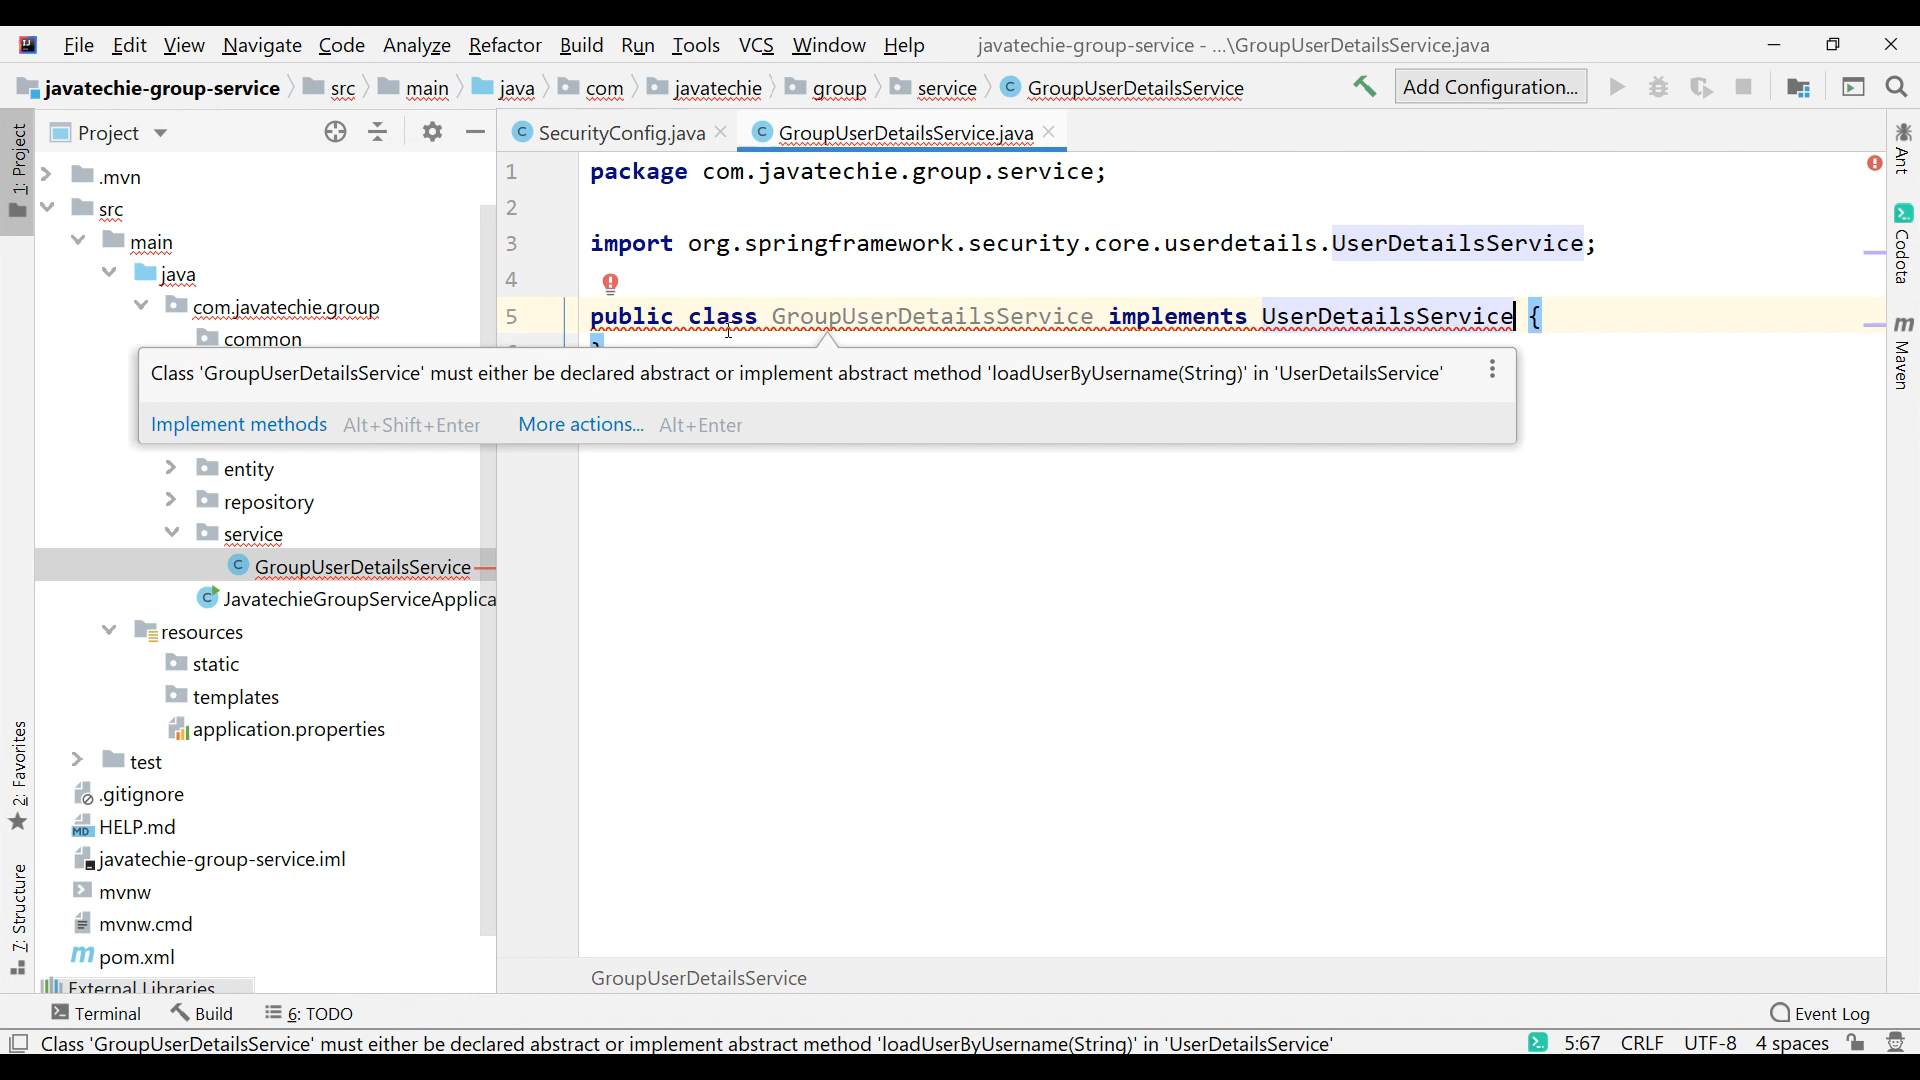 File Edit View Navigate Code Analyze Refactor Build Run Tools VCS Window Help javatechie-group-service - ...\GroupUserDetailsService.java
javatechie-group-service src main java com javatechie group service GroupUserDetailsService Add Configuration...
Project SecurityConfig.java GroupUserDetailsService.java
1: Project
.mvn
src
main
java
com.javatechie.group
common
entity
repository
service
GroupUserDetailsService
JavatechieGroupServiceApplica
resources
static
templates
application.properties
test
.gitignore
HELP.md
javatechie-group-service.iml
mvnw
mvnw.cmd
pom.xml
External Libraries
2: Favorites
7: Structure
1 package com.javatechie.group.service;
2
3 import org.springframework.security.core.userdetails.UserDetailsService;
4
5 public class GroupUserDetailsService implements UserDetailsService {
Class 'GroupUserDetailsService' must either be declared abstract or implement abstract method 'loadUserByUsername(String)' in 'UserDetailsService'
Implement methods Alt+Shift+Enter More actions... Alt+Enter
GroupUserDetailsService
Ant
Codota
Maven
Terminal Build 6: TODO Event Log
Class 'GroupUserDetailsService' must either be declared abstract or implement abstract method 'loadUserByUsername(String)' in 'UserDetailsService' 5:67 CRLF UTF-8 4 spaces